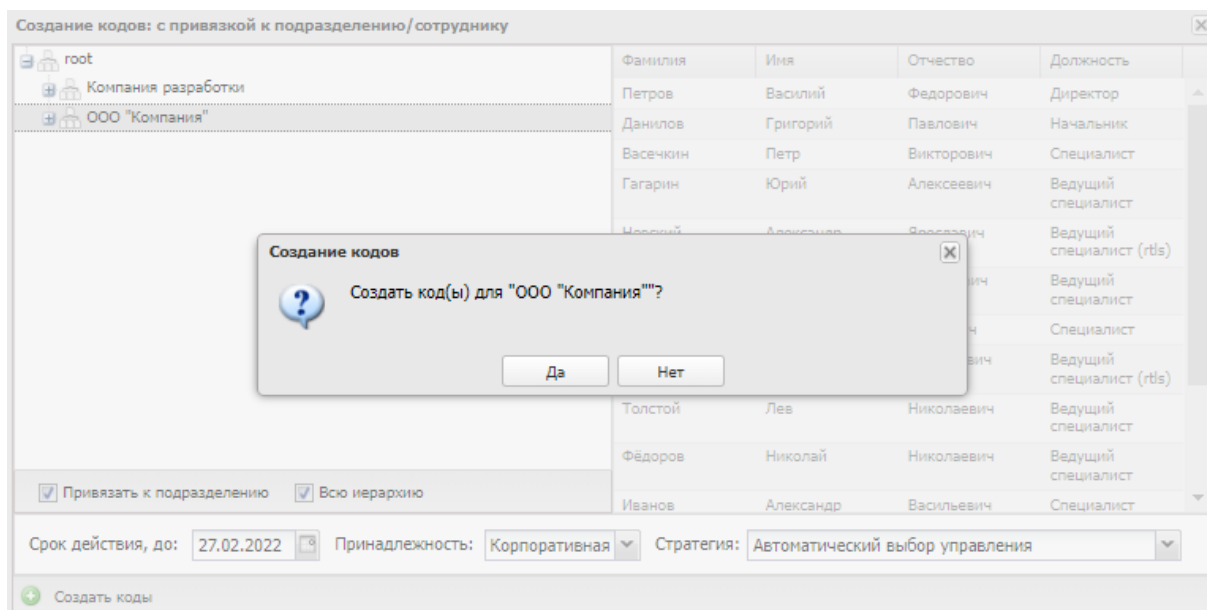 Создание кодов: с привязкой к подразделению/сотруднику
root
Компания разработки
ООО "Компания"
Фамилия Имя Отчество Должность
Петров Василий Федорович Директор
Данилов Григорий Павлович Начальник
Васечкин Петр Викторович Специалист
Гагарин Юрий Алексеевич Ведущий
специалист
Ведущий
специалист (rtls)
Ведущий
специалист
Специалист
Ведущий
специалист (rtls)
Толстой Лев Николаевич Ведущий
специалист
Фёдоров Николай Николаевич Ведущий
специалист
Иванов Александр Васильевич Специалист
Создание кодов
Создать код(ы) для "ООО "Компания""?
Да Нет
Привязать к подразделению Всю иерархию
Срок действия, до: 27.02.2022 Принадлежность: Корпоративная Стратегия: Автоматический выбор управления
Создать коды